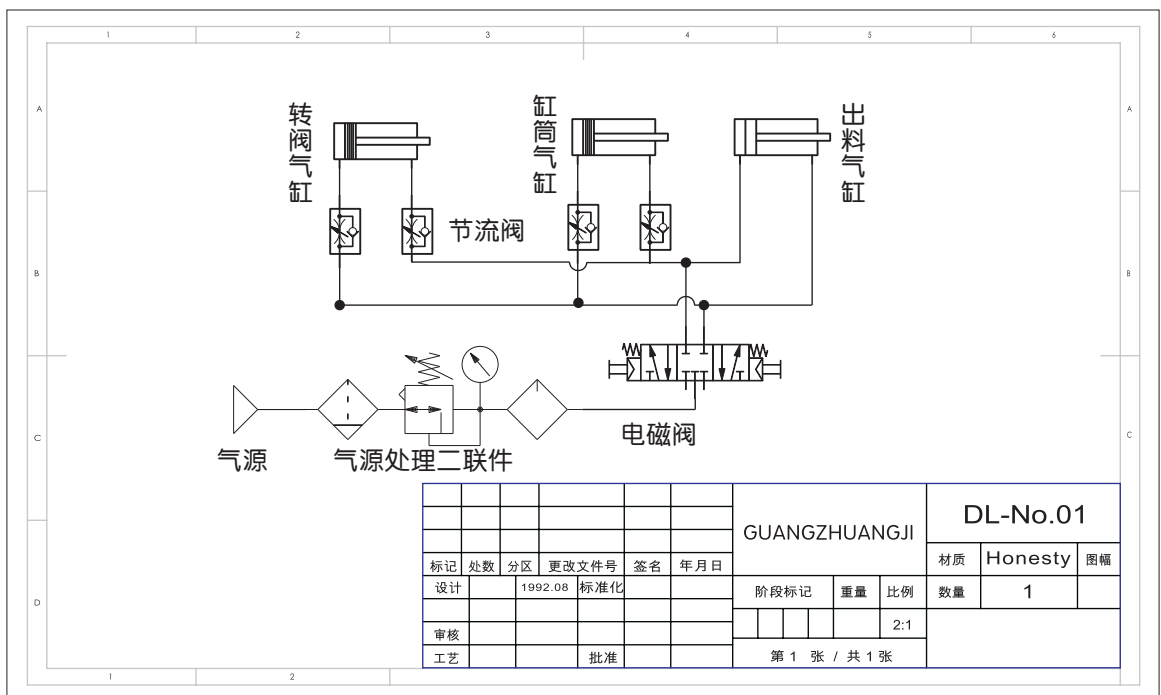 1 2 3 4 5 6
A A
转阀气缸
缸筒气缸
出料气缸
节流阀
B B
电磁阀
C C
气源
气源处理二联件
GUANGZHUANGJI
DL-No.01
标记 处数 分区 更改文件号 签名 年月日
材质 Honesty 图幅
设计 1992.08 标准化
阶段标记 重量 比例
数量 1
D D
2:1
审核
工艺 批准
第 1 张 / 共 1 张
1 2